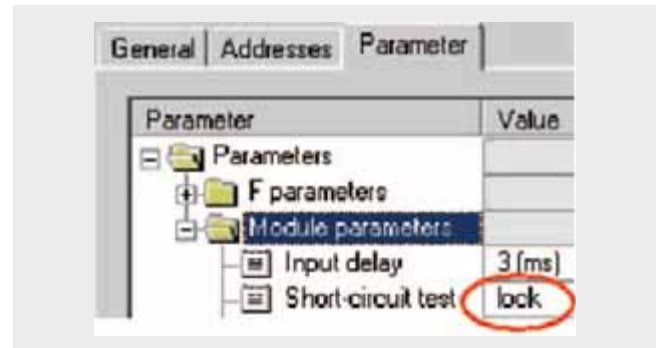 General Addresses Parameter
Parameter Value
Parameters
F parameters
Module parameters
Input delay 3 (ms)
Short-circuit test lock